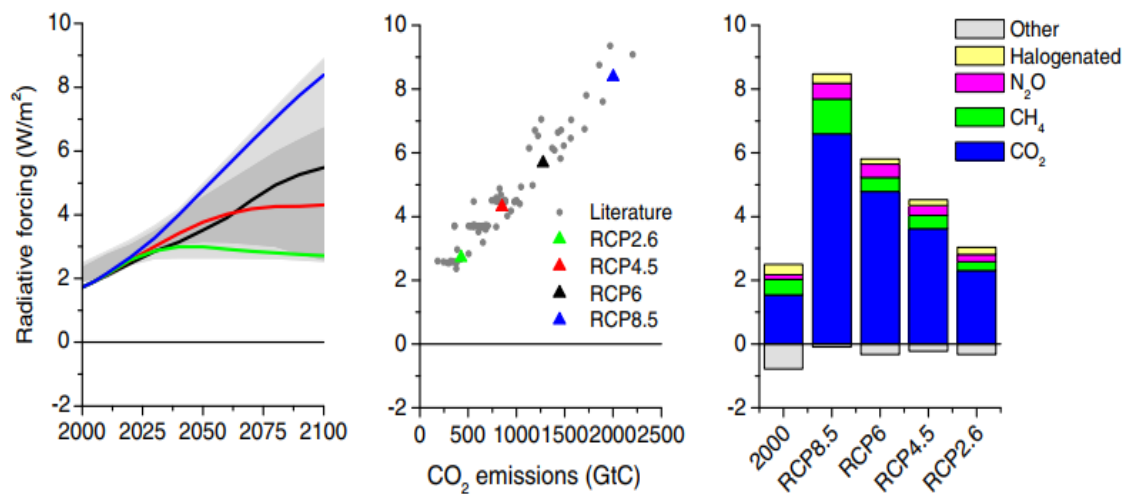 Radiative forcing (W/m²)
10
8
6
4
2
0
-2
2000 2025 2050 2075 2100
10
8
6
4
2
0
-2
0 500 1000 1500 2000 2500
CO₂ emissions (GtC)
Literature
RCP2.6
RCP4.5
RCP6
RCP8.5
10
8
6
4
2
0
-2
2000 RCP8.5 RCP6 RCP4.5 RCP2.6
Other
Halogenated
N₂O
CH₄
CO₂